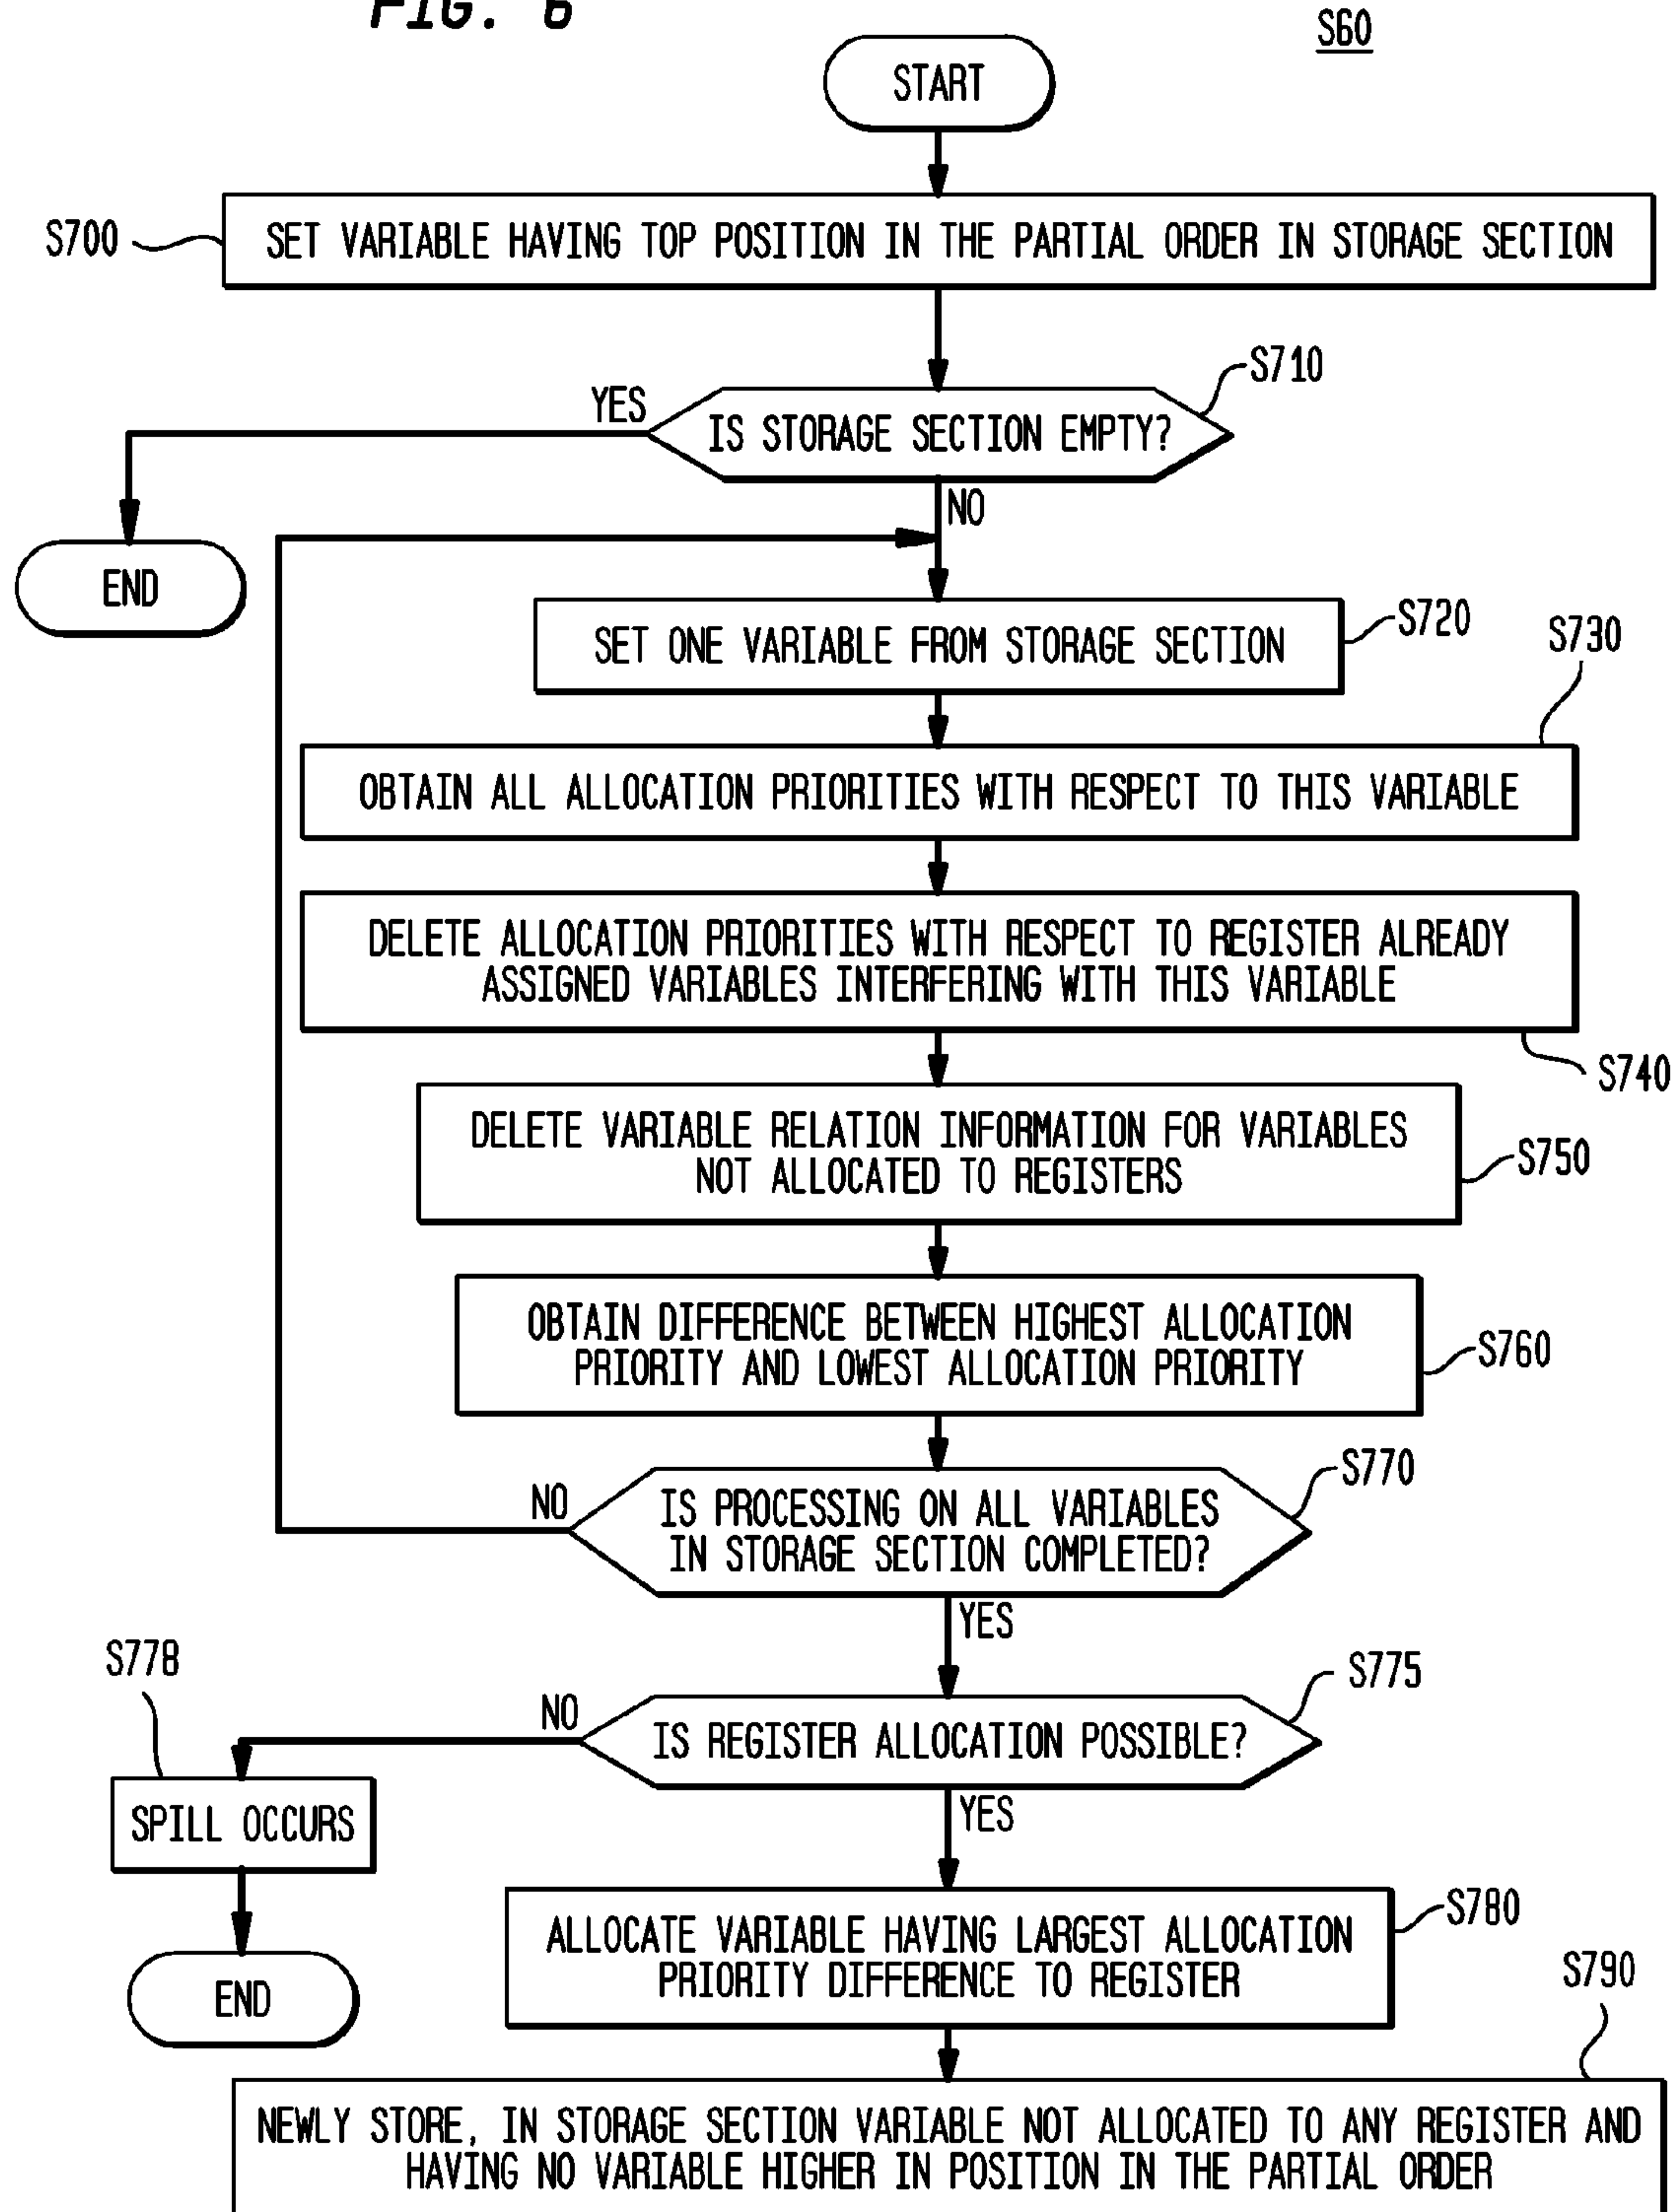 FIG. 6
S60
START
S700
SET VARIABLE HAVING TOP POSITION IN THE PARTIAL ORDER IN STORAGE SECTION
S710
YES
IS STORAGE SECTION EMPTY?
NO
END
S720
SET ONE VARIABLE FROM STORAGE SECTION
S730
OBTAIN ALL ALLOCATION PRIORITIES WITH RESPECT TO THIS VARIABLE
DELETE ALLOCATION PRIORITIES WITH RESPECT TO REGISTER ALREADY
ASSIGNED VARIABLES INTERFERING WITH THIS VARIABLE
S740
DELETE VARIABLE RELATION INFORMATION FOR VARIABLES
NOT ALLOCATED TO REGISTERS
S750
OBTAIN DIFFERENCE BETWEEN HIGHEST ALLOCATION
PRIORITY AND LOWEST ALLOCATION PRIORITY
S760
S770
NO
IS PROCESSING ON ALL VARIABLES
IN STORAGE SECTION COMPLETED?
YES
S778
S775
NO
IS REGISTER ALLOCATION POSSIBLE?
YES
SPILL OCCURS
S780
ALLOCATE VARIABLE HAVING LARGEST ALLOCATION
PRIORITY DIFFERENCE TO REGISTER
END
S790
NEWLY STORE, IN STORAGE SECTION VARIABLE NOT ALLOCATED TO ANY REGISTER AND
HAVING NO VARIABLE HIGHER IN POSITION IN THE PARTIAL ORDER